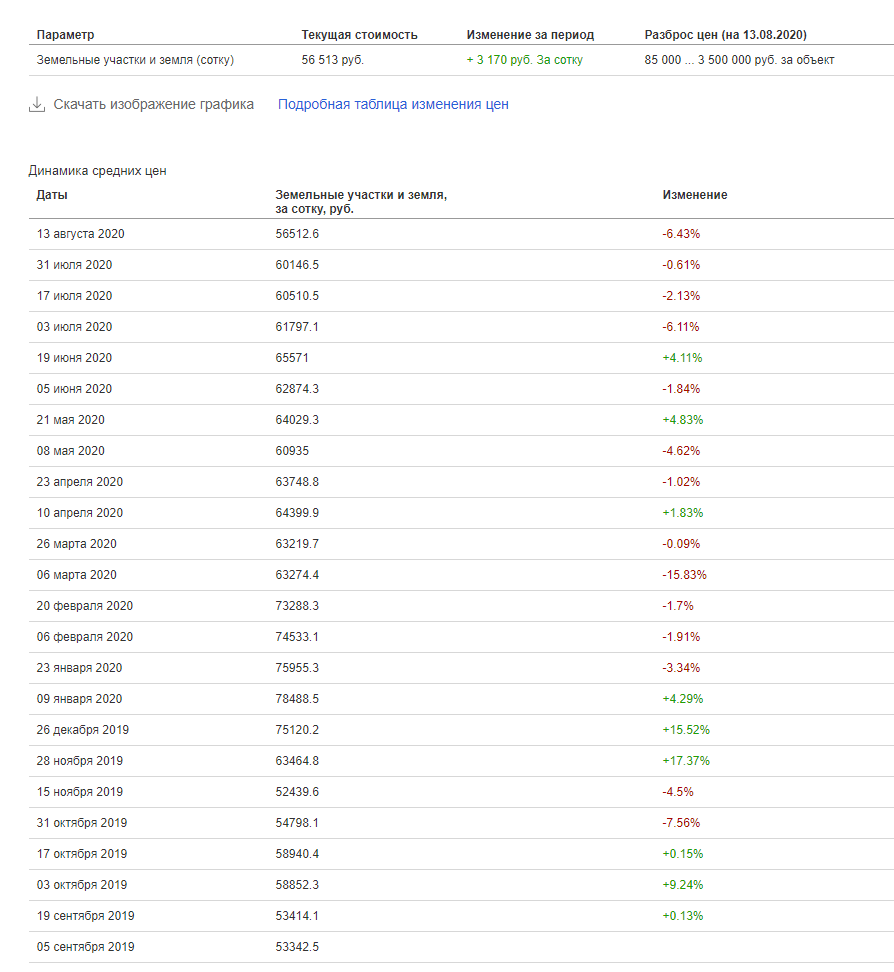 Параметр Текущая стоимость Изменение за период Разброс цен (на 13.08.2020)
Земельные участки и земля (сотку) 56 513 руб. + 3 170 руб. За сотку 85 000 ... 3 500 000 руб. за объект
Скачать изображение графика Подробная таблица изменения цен
Динамика средних цен
Даты Земельные участки и земля, Изменение
за сотку, руб.
13 августа 2020 56512.6 -6.43%
31 июля 2020 60146.5 -0.61%
17 июля 2020 60510.5 -2.13%
03 июля 2020 61797.1 -6.11%
19 июня 2020 65571 +4.11%
05 июня 2020 62874.3 -1.84%
21 мая 2020 64029.3 +4.83%
08 мая 2020 60935 -4.62%
23 апреля 2020 63748.8 -1.02%
10 апреля 2020 64399.9 +1.83%
26 марта 2020 63219.7 -0.09%
06 марта 2020 63274.4 -15.83%
20 февраля 2020 73288.3 -1.7%
06 февраля 2020 74533.1 -1.91%
23 января 2020 75955.3 -3.34%
09 января 2020 78488.5 +4.29%
26 декабря 2019 75120.2 +15.52%
28 ноября 2019 63464.8 +17.37%
15 ноября 2019 52439.6 -4.5%
31 октября 2019 54798.1 -7.56%
17 октября 2019 58940.4 +0.15%
03 октября 2019 58852.3 +9.24%
19 сентября 2019 53414.1 +0.13%
05 сентября 2019 53342.5